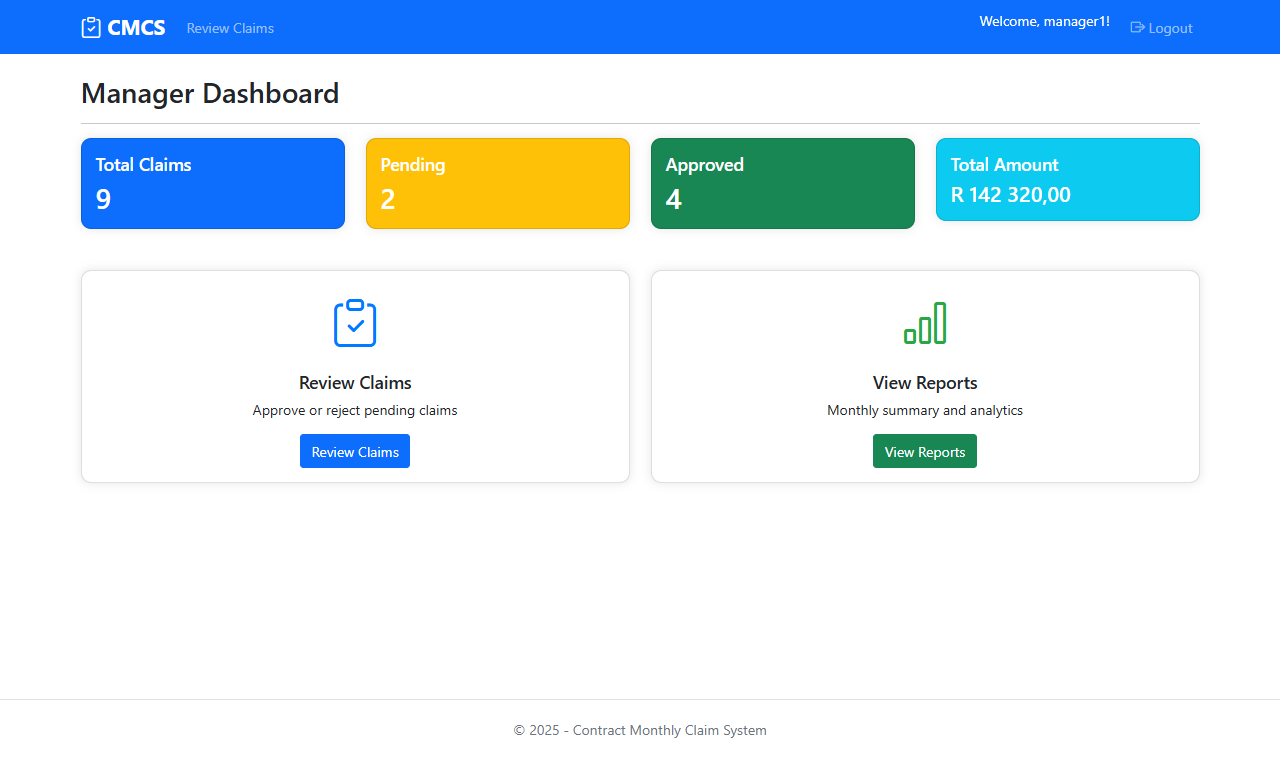 CMCS Review Claims Welcome, manager1! Logout
Manager Dashboard
Total Claims
9
Pending
2
Approved
4
Total Amount
R 142 320,00
Review Claims
Approve or reject pending claims
Review Claims
View Reports
Monthly summary and analytics
View Reports
© 2025 - Contract Monthly Claim System